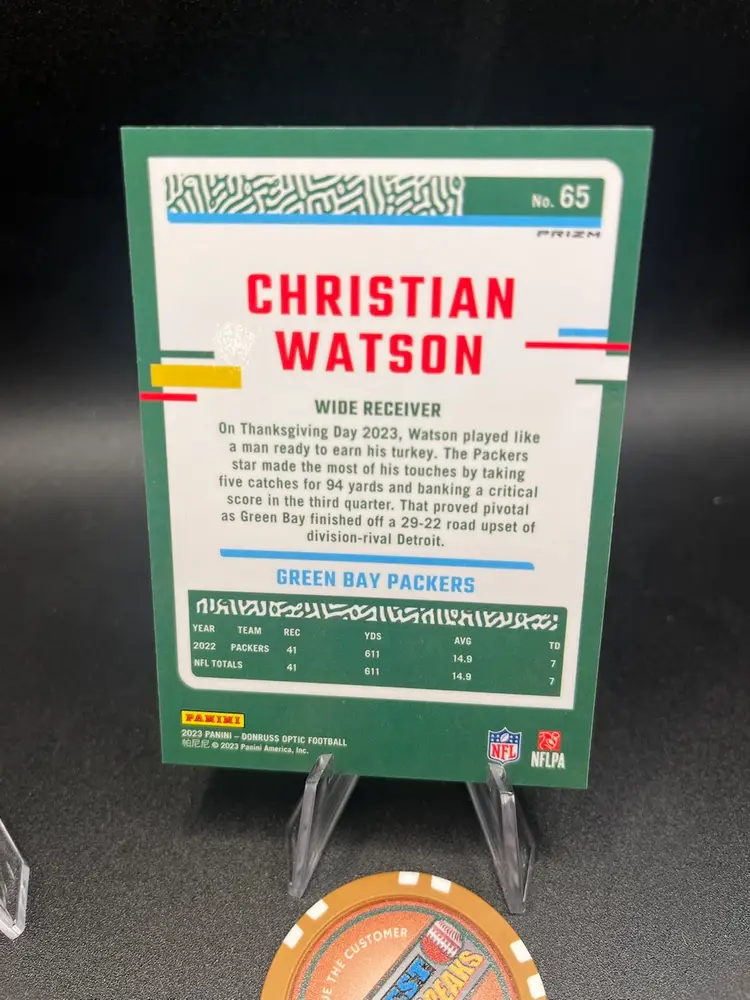 No. 65
PRIZM
CHRISTIAN
WATSON
WIDE RECEIVER
On Thanksgiving Day 2023, Watson played like
a man ready to earn his turkey. The Packers
star made the most of his touches by taking
five catches for 94 yards and banking a critical
score in the third quarter. That proved pivotal
as Green Bay finished off a 29-22 road upset of
division-rival Detroit.
GREEN BAY PACKERS
YEAR TEAM REC YDS AVG TD
2022 PACKERS 41 611 14.9 7
NFL TOTALS 41 611 14.9 7
PANINI
2023 PANINI – DONRUSS OPTIC FOOTBALL
帕尼尼 © 2023 Panini America, Inc.
NFL
NFLPA
THE CUSTOMER